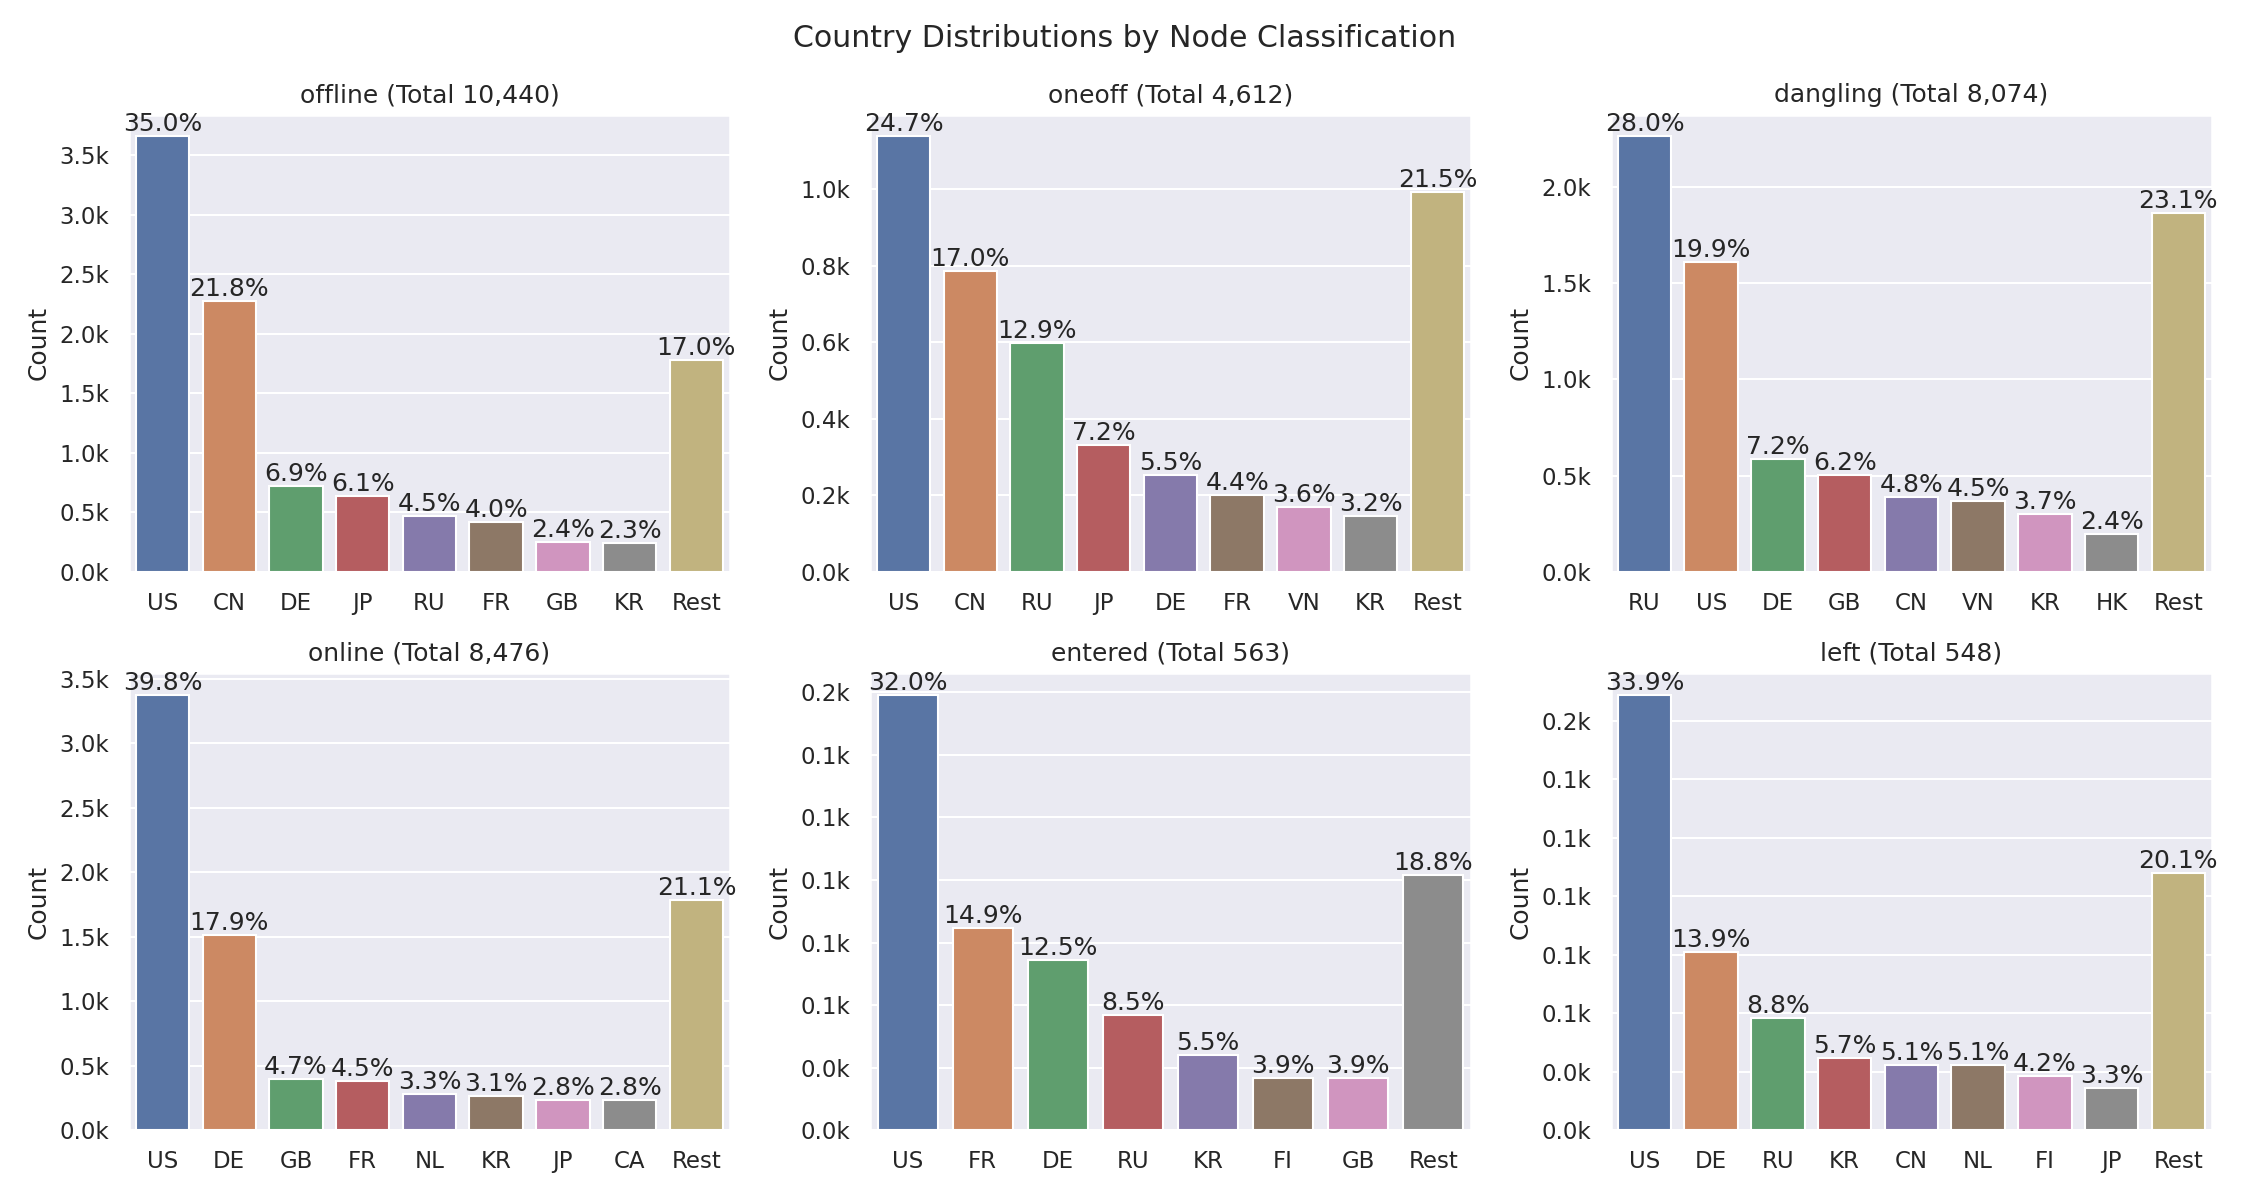 Country Distributions by Node Classification
offline (Total 10,440)
Count
3.5k
3.0k
2.5k
2.0k
1.5k
1.0k
0.5k
0.0k
35.0%
21.8%
6.9%
6.1%
4.5%
4.0%
2.4%
2.3%
17.0%
US CN DE JP RU FR GB KR Rest
oneoff (Total 4,612)
Count
1.0k
0.8k
0.6k
0.4k
0.2k
0.0k
24.7%
17.0%
12.9%
7.2%
5.5%
4.4%
3.6%
3.2%
21.5%
US CN RU JP DE FR VN KR Rest
dangling (Total 8,074)
Count
2.0k
1.5k
1.0k
0.5k
0.0k
28.0%
19.9%
7.2%
6.2%
4.8%
4.5%
3.7%
2.4%
23.1%
RU US DE GB CN VN KR HK Rest
online (Total 8,476)
Count
3.5k
3.0k
2.5k
2.0k
1.5k
1.0k
0.5k
0.0k
39.8%
17.9%
4.7%
4.5%
3.3%
3.1%
2.8%
2.8%
21.1%
US DE GB FR NL KR JP CA Rest
entered (Total 563)
Count
0.2k
0.1k
0.1k
0.1k
0.1k
0.1k
0.0k
0.0k
32.0%
14.9%
12.5%
8.5%
5.5%
3.9%
3.9%
18.8%
US FR DE RU KR FI GB Rest
left (Total 548)
Count
0.2k
0.1k
0.1k
0.1k
0.1k
0.1k
0.0k
0.0k
33.9%
13.9%
8.8%
5.7%
5.1%
5.1%
4.2%
3.3%
20.1%
US DE RU KR CN NL FI JP Rest